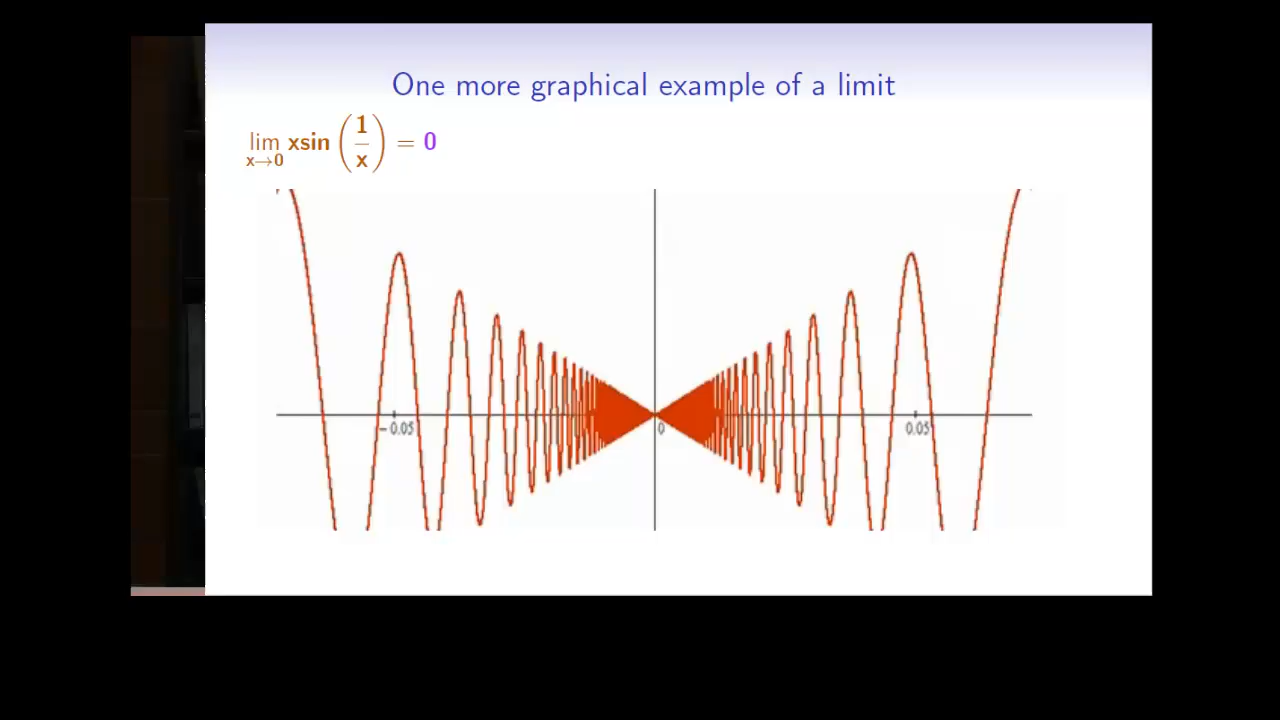 One more graphical example of a limit
lim x→0 xsin (1/x) = 0
−0.05 0 0.05